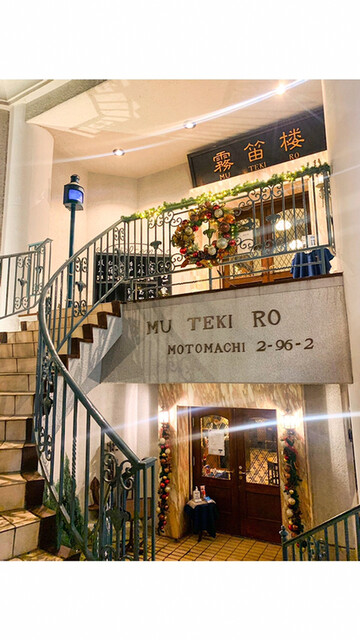 霧笛楼
MU TEKI RO
MU TEKI RO
MOTOMACHI 2-96-2